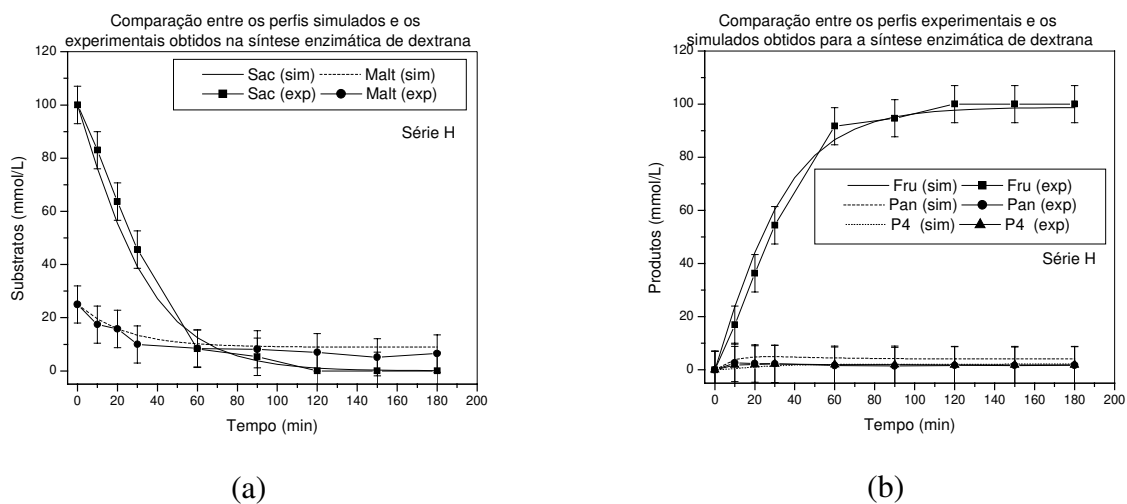 Comparação entre os perfis simulados e os
experimentais obtidos na síntese enzimática de dextrana
120
100
80
60
40
20
0
Substratos (mmol/L)
Sac (sim) Malt (sim)
Sac (exp) Malt (exp)
Série H
0 20 40 60 80 100 120 140 160 180 200
Tempo (min)
(a)
Comparação entre os perfis experimentais e os
simulados obtidos para a síntese enzimática de dextrana
120
100
80
60
40
20
0
Produtos (mmol/L)
Fru (sim) Fru (exp)
Pan (sim) Pan (exp)
P4 (sim) P4 (exp)
Série H
0 20 40 60 80 100 120 140 160 180 200
Tempo (min)
(b)